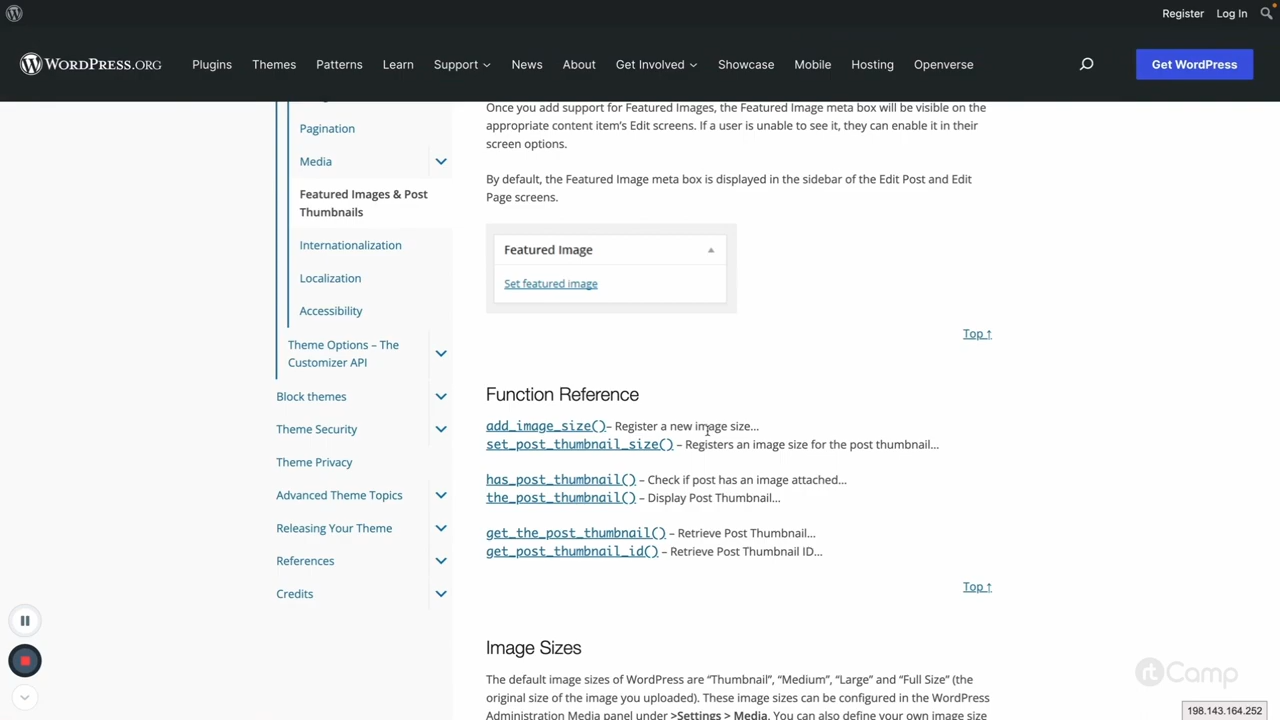 Register Log In
WORDPRESS.ORG Plugins Themes Patterns Learn Support News About Get Involved Showcase Mobile Hosting Openverse Get WordPress
Pagination
Media
Featured Images & Post
Thumbnails
Internationalization
Localization
Accessibility
Theme Options – The
Customizer API
Block themes
Theme Security
Theme Privacy
Advanced Theme Topics
Releasing Your Theme
References
Credits
Once you add support for Featured Images, the Featured Image meta box will be visible on the
appropriate content item's Edit screens. If a user is unable to see it, they can enable it in their
screen options.
By default, the Featured Image meta box is displayed in the sidebar of the Edit Post and Edit
Page screens.
Featured Image
Set featured image
Top ↑
Function Reference
add_image_size()– Register a new image size…
set_post_thumbnail_size() – Registers an image size for the post thumbnail…
has_post_thumbnail() – Check if post has an image attached…
the_post_thumbnail() – Display Post Thumbnail…
get_the_post_thumbnail() – Retrieve Post Thumbnail…
get_post_thumbnail_id() – Retrieve Post Thumbnail ID…
Top ↑
Image Sizes
The default image sizes of WordPress are “Thumbnail”, “Medium”, “Large” and “Full Size” (the
original size of the image you uploaded). These image sizes can be configured in the WordPress
Administration Media panel under >Settings > Media. You can also define your own image size
rtCamp
198.143.164.252